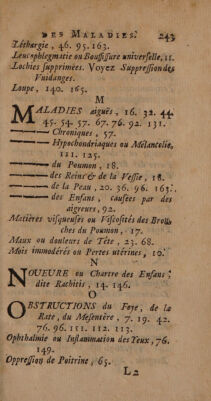 DES MALADIES. 243
Léthargie, 46. 95. 163.
Leucophlegmatie ou Bouffissure universelle, 11.
Lochies supprimées. Voyez Suppression des
Vuidanges.
Loupe, 140. 165.
M
MALADIES aiguës, 16. 32. 44.
45. 54. 57. 67. 76. 92. 131.
—— Chroniques, 57.
—— Hypochondriaques ou Mélancolie,
111. 125.
—— du Poumon, 18.
—— des Reins & de la Vessie, 18.
—— de la Peau, 20. 36. 96. 163.
—— des Enfans, causées par des
aigreurs, 92.
Matières visqueuses ou Viscosités des Bron-
ches du Poumon, 17.
Maux ou douleurs de Tête, 23. 68.
Mois immodérés ou Pertes utérines, 10.
N
NOUEURE ou Chartre des Enfans
dite Rachitis, 14. 146.
O
OBSTRUCTIONS du Foye, de la
Rate, du Mésentère, 7. 19. 42.
76. 96. 111. 112. 113.
Ophthalmie ou Inflammation des Yeux, 76.
149.
Oppression de Poitrine, 65.
L2